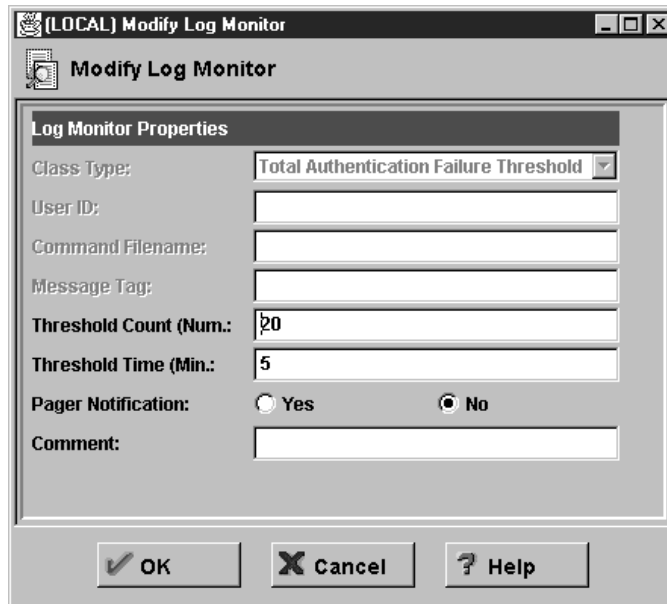 (LOCAL) Modify Log Monitor
Modify Log Monitor
Log Monitor Properties
Class Type: Total Authentication Failure Threshold
User ID:
Command Filename:
Message Tag:
Threshold Count (Num.: 20
Threshold Time (Min.: 5
Pager Notification: Yes No
Comment:
OK Cancel ? Help